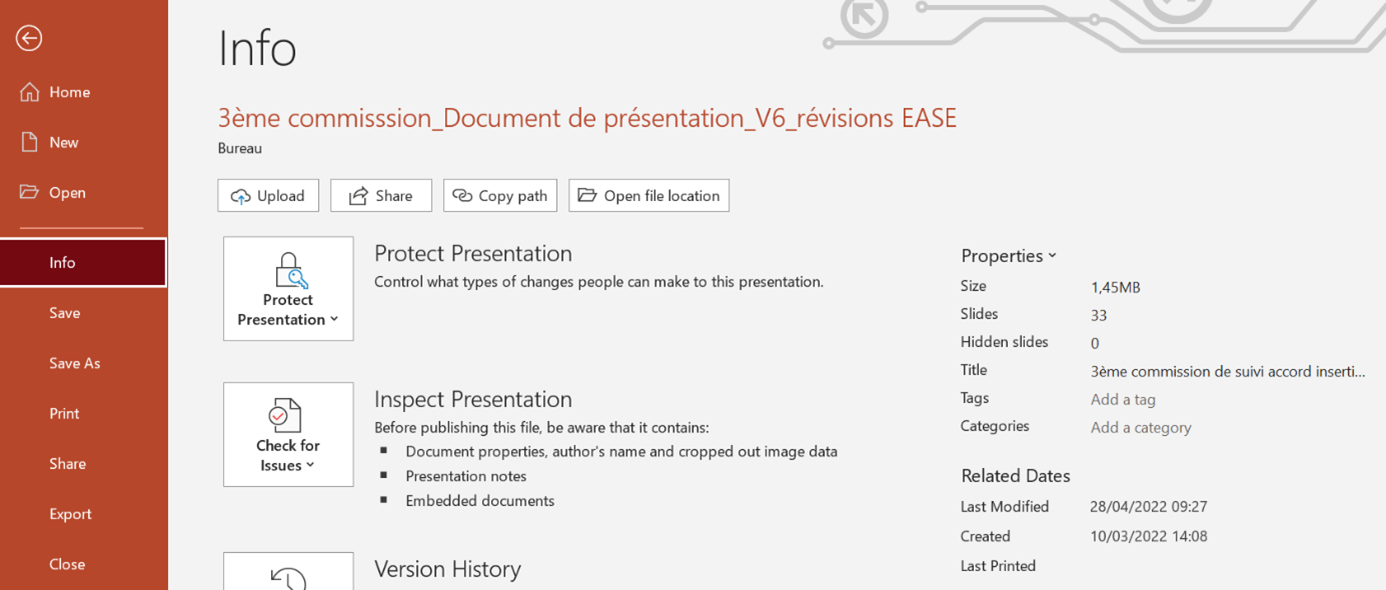 Info
3ème commisssion_Document de présentation_V6_révisions EASE
Bureau
Upload
Share
Copy path
Open file location
Home
New
Open
Info
Save
Save As
Print
Share
Export
Close
Protect
Presentation
Protect Presentation
Control what types of changes people can make to this presentation.
Check for
Issues
Inspect Presentation
Before publishing this file, be aware that it contains:
Document properties, author's name and cropped out image data
Presentation notes
Embedded documents
Version History
Properties
Size 1,45MB
Slides 33
Hidden slides 0
Title 3ème commission de suivi accord inserti...
Tags Add a tag
Categories Add a category
Related Dates
Last Modified 28/04/2022 09:27
Created 10/03/2022 14:08
Last Printed